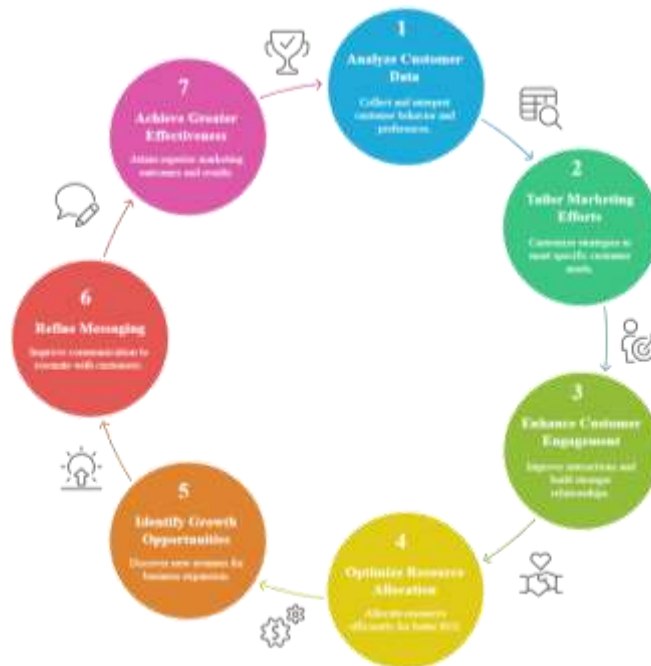 1
Analyze Customer
Data
Collect and interpret
customer behavior and
preferences.
2
Tailor Marketing
Efforts
Customize strategies to
meet specific customer
needs.
3
Enhance Customer
Engagement
Improve interactions and
build stronger
relationships.
4
Optimize Resource
Allocation
Allocate resources
efficiently for better ROI.
5
Identify Growth
Opportunities
Discover new avenues for
business expansion.
6
Refine Messaging
Improve communication to
resonate with customers.
7
Achieve Greater
Effectiveness
Attain superior marketing
outcomes and results.